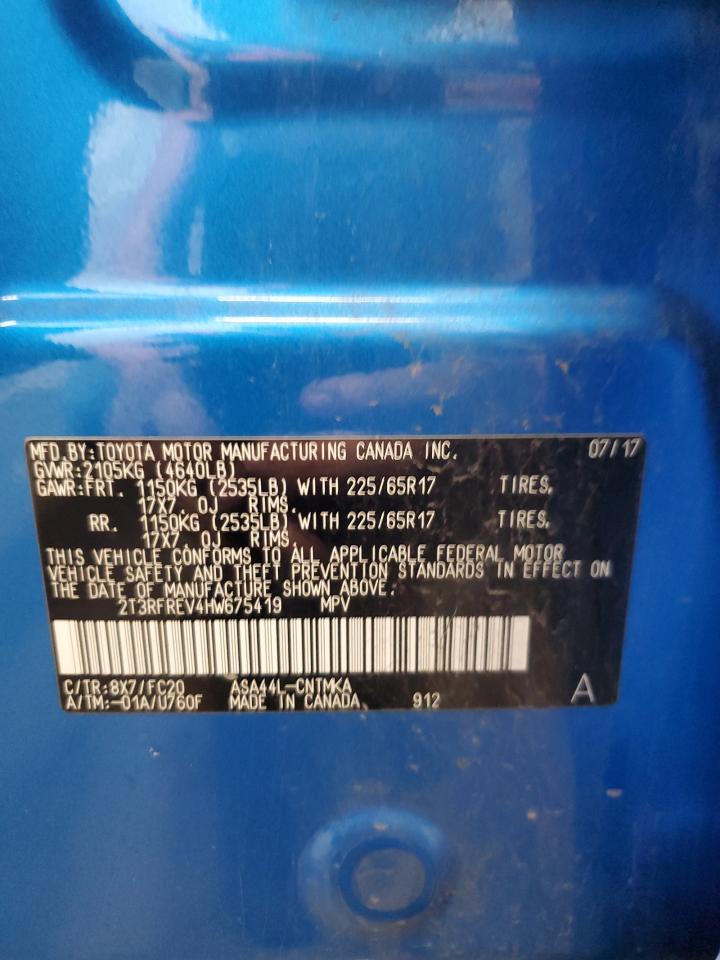 MFD.BY:TOYOTA MOTOR MANUFACTURING CANADA INC. 07/17
GVWR:2105KG (4640LB)
GAWR:FRT. 1150KG (2535LB) WITH 225/65R17 TIRES,
17X7.0J RIMS,
RR. 1150KG (2535LB) WITH 225/65R17 TIRES,
17X7.0J RIMS.
THIS VEHICLE CONFORMS TO ALL APPLICABLE FEDERAL MOTOR
VEHICLE SAFETY AND THEFT PREVENTION STANDARDS IN EFFECT ON
THE DATE OF MANUFACTURE SHOWN ABOVE.
2T3RFREV4HW675419 MPV
C/TR:8X7/FC20 ASA44L-CNTMKA
A/TM:-01A/U760F MADE IN CANADA 912 A